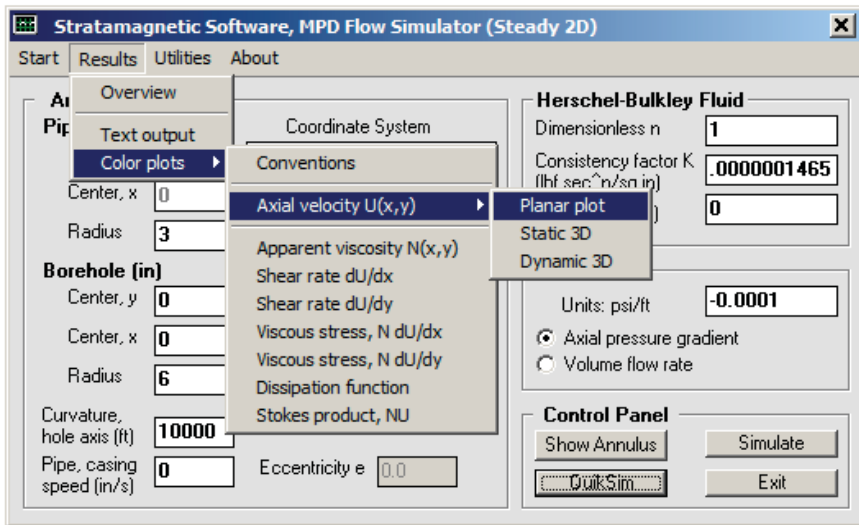 Stratamagnetic Software, MPD Flow Simulator (Steady 2D)
Start Results Utilities About
Overview
Text output
Color plots
Conventions
Axial velocity U(x,y)
Apparent viscosity N(x,y)
Shear rate dU/dx
Shear rate dU/dy
Viscous stress, N dU/dx
Viscous stress, N dU/dy
Dissipation function
Stokes product, NU
Planar plot
Static 3D
Dynamic 3D
Coordinate System
Center, x 0
Radius 3
Borehole (in)
Center, y 0
Center, x 0
Radius 6
Curvature,
hole axis (ft) 10000
Pipe, casing
speed (in/s) 0
Eccentricity e 0.0
Herschel-Bulkley Fluid
Dimensionless n 1
Consistency factor K
(lbf sec^n/sq in) .0000001465
0
Units: psi/ft -0.0001
Axial pressure gradient
Volume flow rate
Control Panel
Show Annulus Simulate
QuikSim Exit